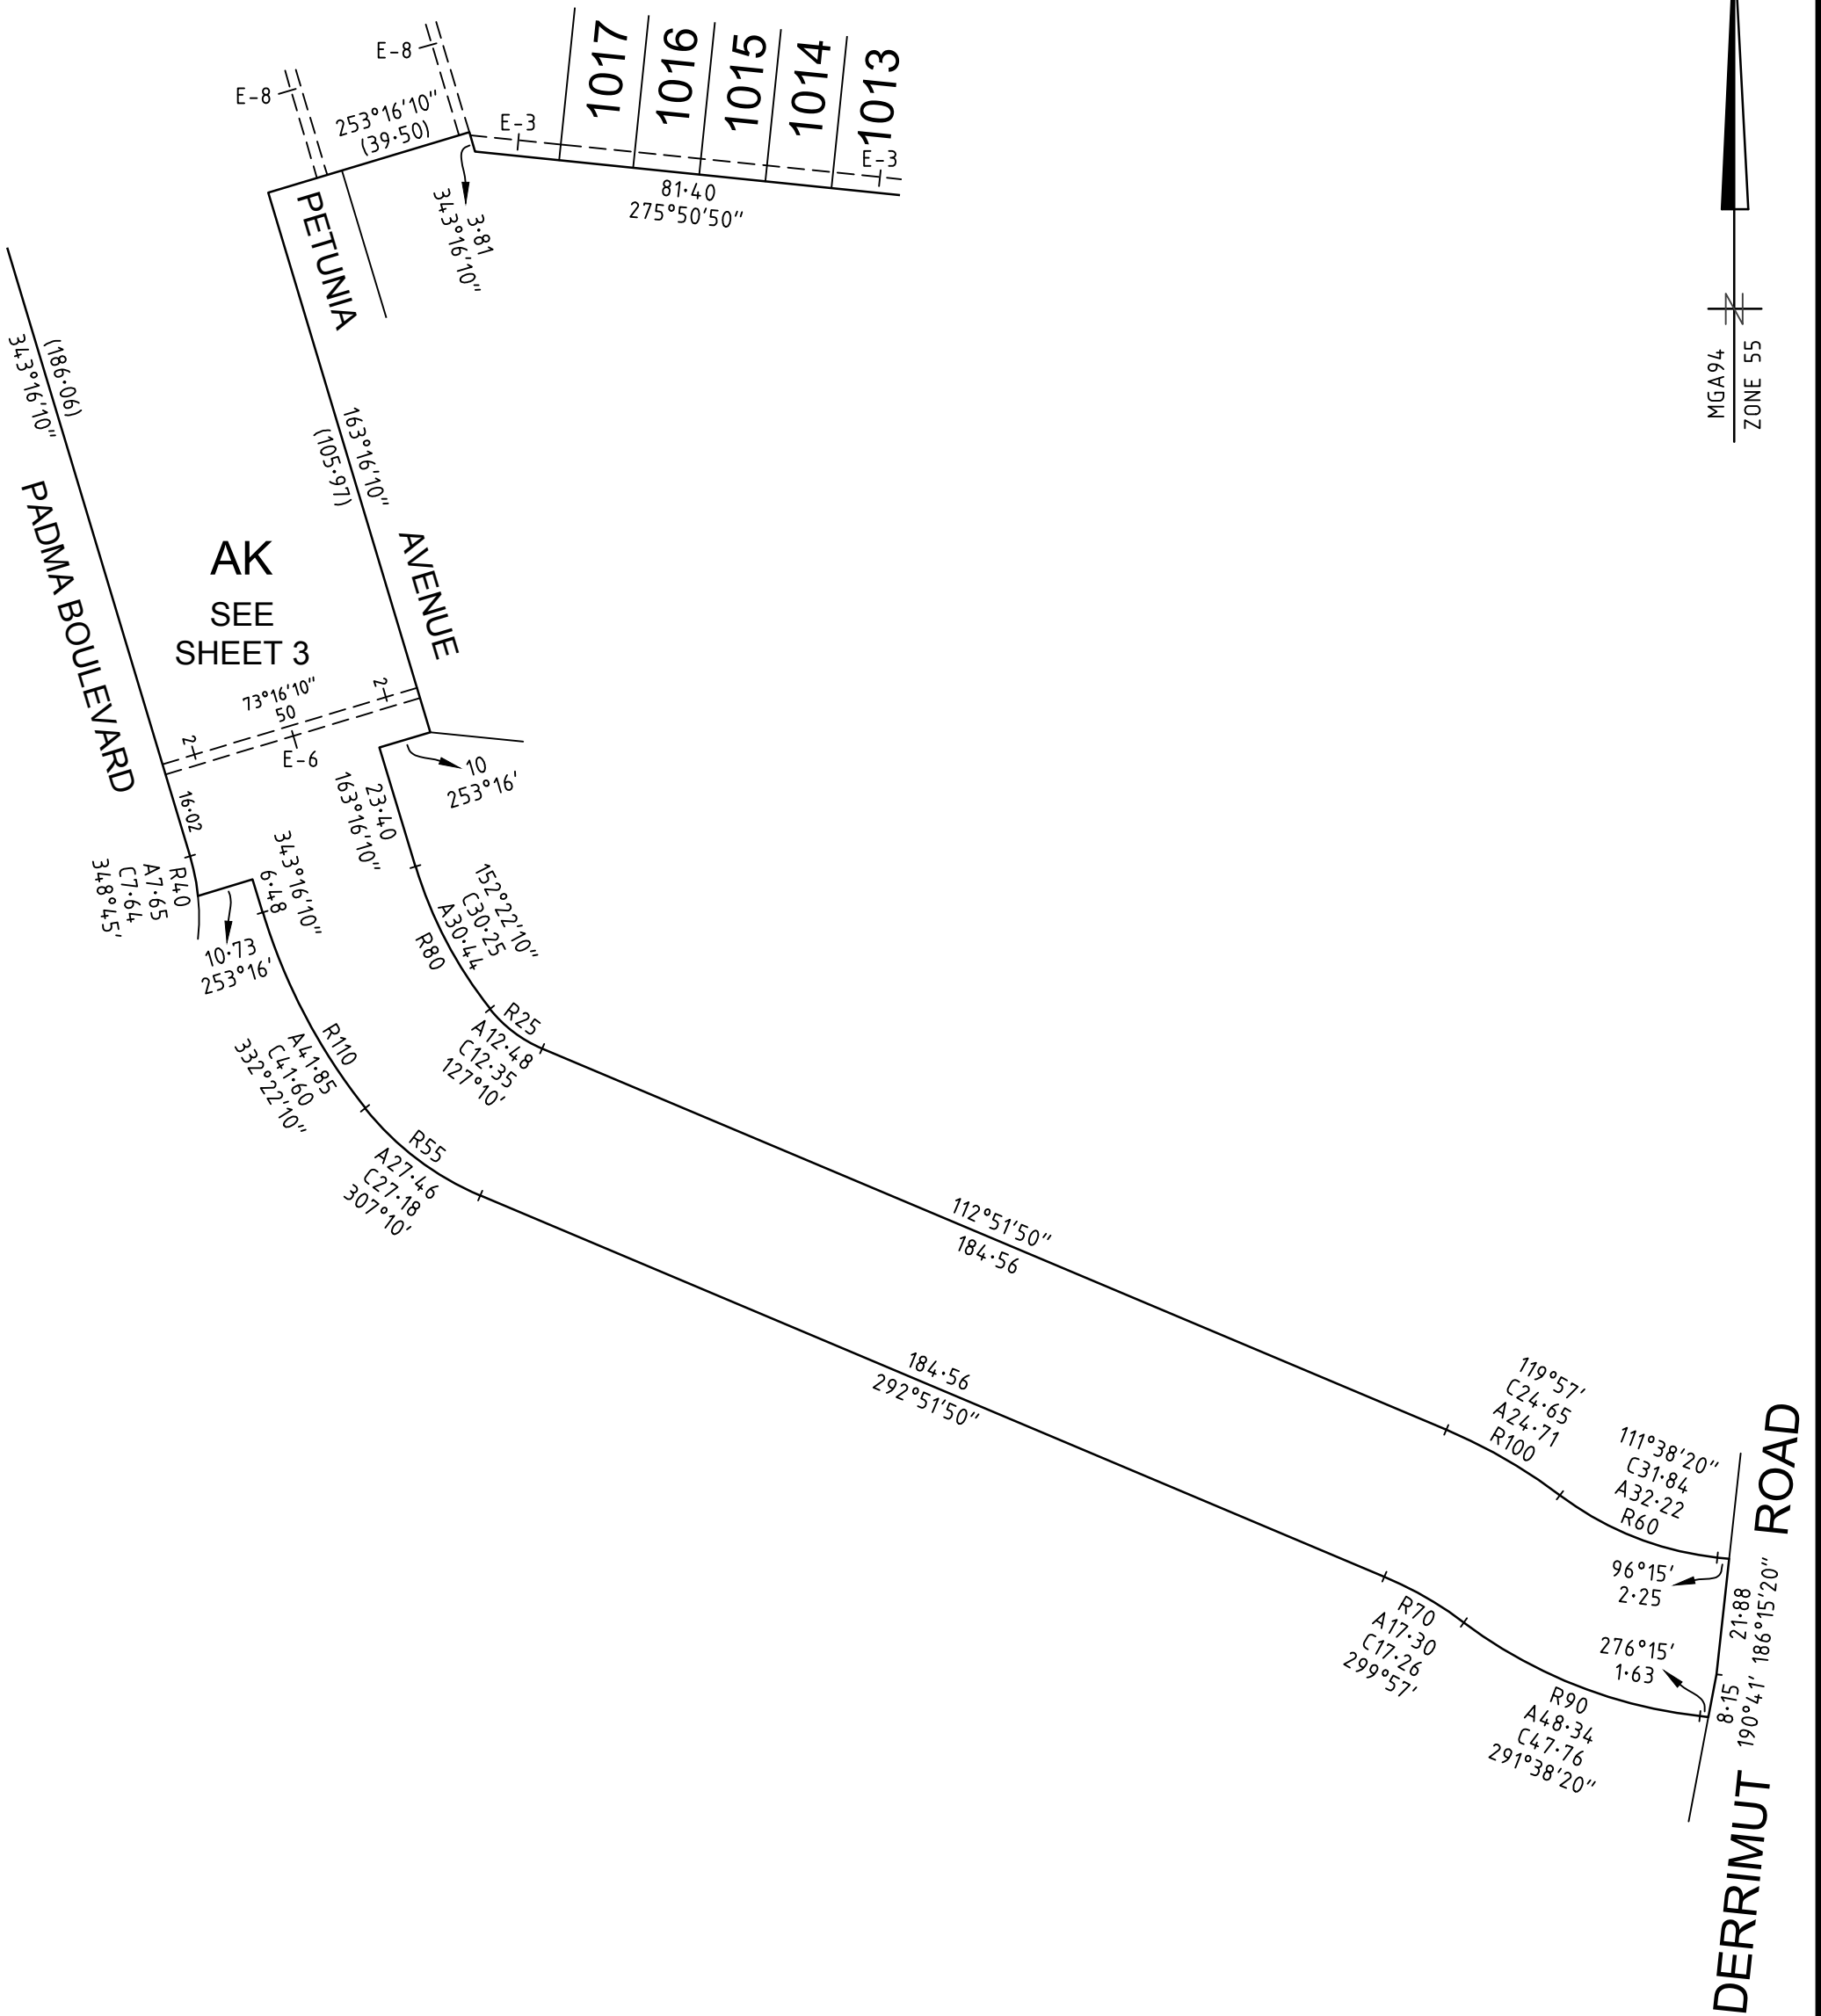 E-8
E-8
253°16'10"
(39·50)
1017
1016
1015
1014
1013
E-3
E-3
81·40
275°50'50"
3·81
343°16'10"
MGA94
ZONE 55
PETUNIA
AVENUE
163°16'10"
(105·97)
(186·06)
343°16'10"
PADMA BOULEVARD
AK
SEE
SHEET 3
73°16'10"
50
2
2
E-6
16·02
10
253°16'
23·40
163°16'10"
R40
A7·65
C7·64
348°45'
343°16'10"
6·48
10·73
253°16'
152°22'10"
C30·25
A30·44
R80
R25
A12·48
C12·35
127°10'
R110
A41·85
C41·60
332°22'10"
R55
A27·46
C27·18
307°10'
112°51'50"
184·56
184·56
292°51'50"
119°57'
C24·65
A24·71
R100
111°38'20"
C31·84
A32·22
R60
96°15'
2·25
276°15'
1·63
21·88
186°15'20"
8·15
190°41'
R70
A17·30
C17·26
299°57'
R90
A48·34
C47·76
291°38'20"
DERRIMUT ROAD